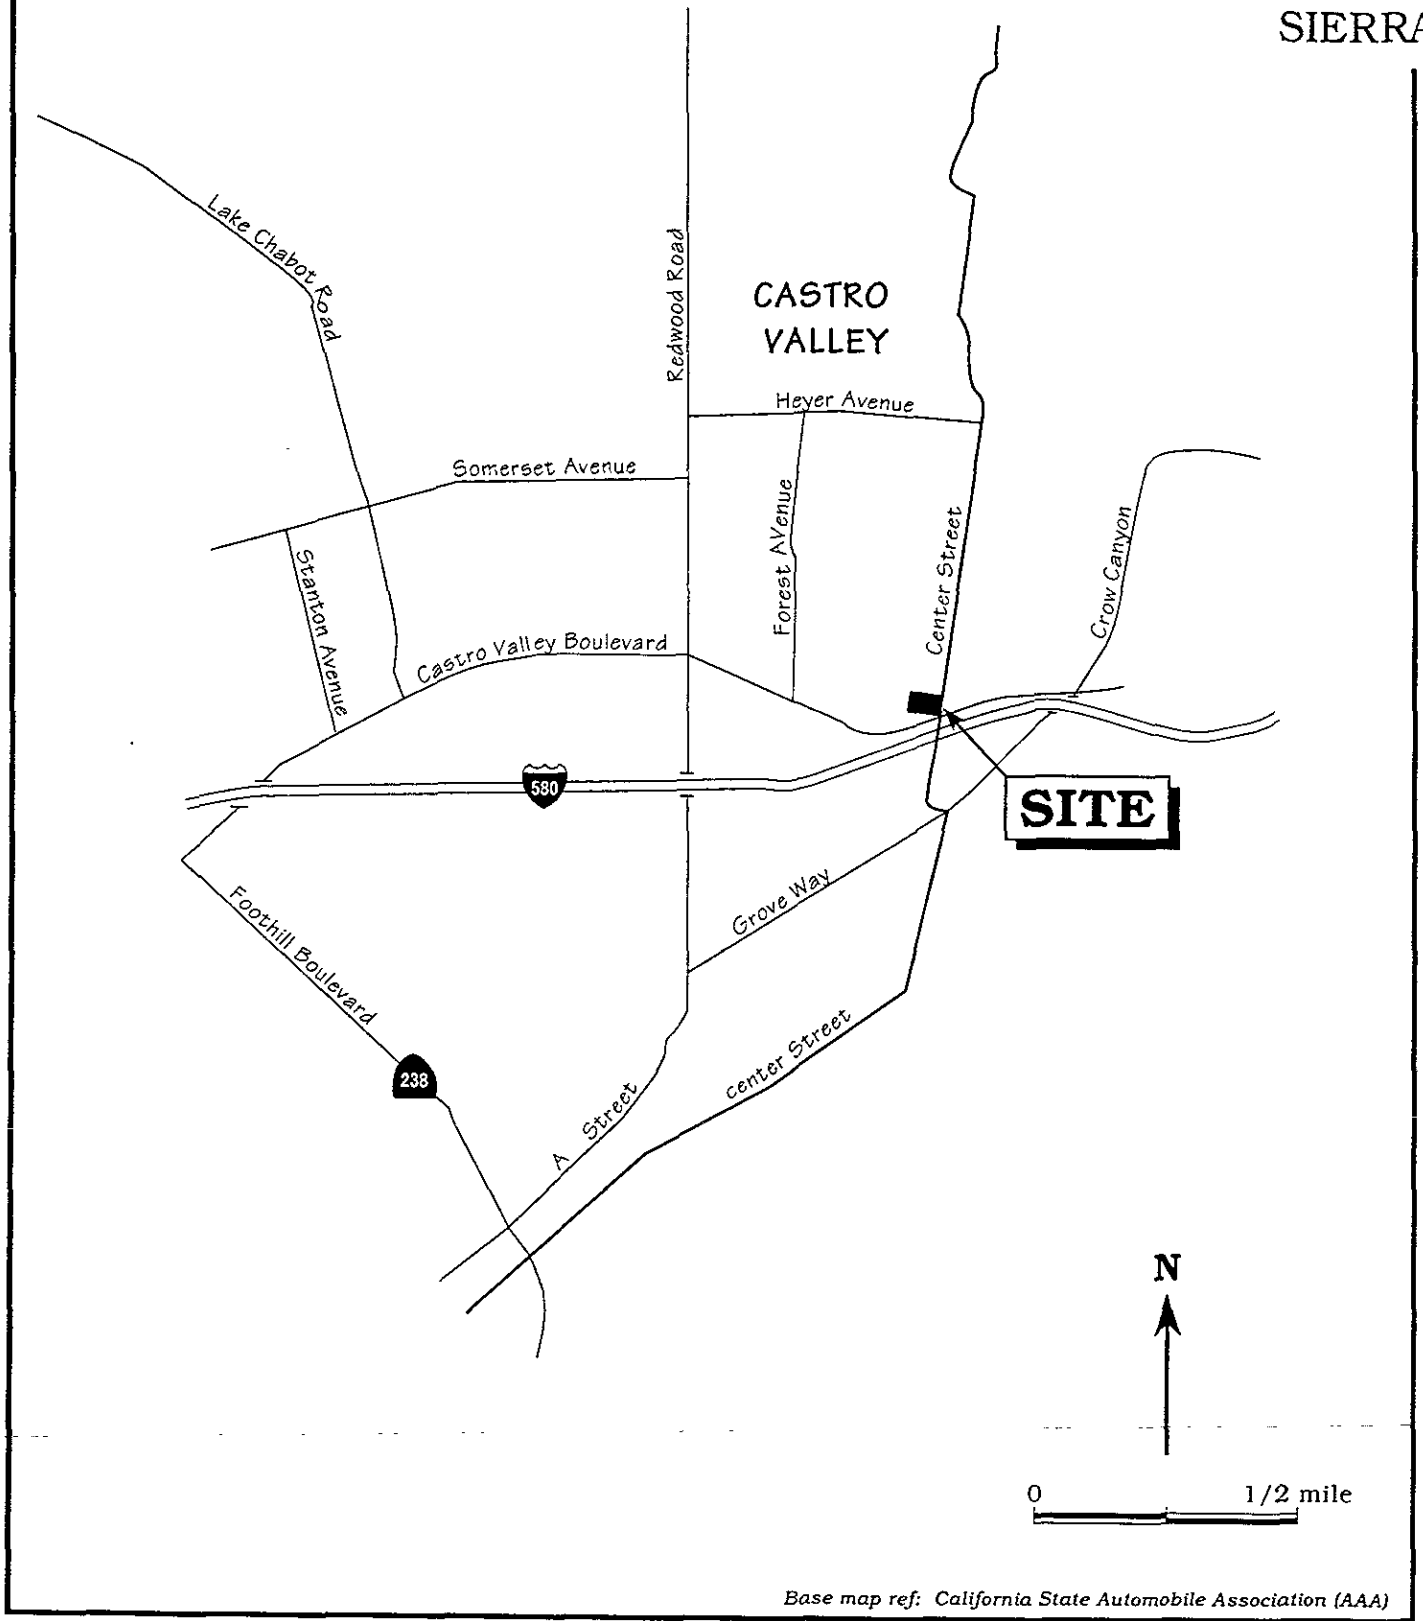 SIERRA
Lake Chabot Road
Redwood Road
CASTRO
VALLEY
Heyer Avenue
Somerset Avenue
Forest AVenue
Center Street
Crow Canyon
Stanton Avenue
Castro Valley Boulevard
580
SITE
Grove Way
Foothill Boulevard
center Street
238
A Street
N
0 1/2 mile
Base map ref: California State Automobile Association (AAA)